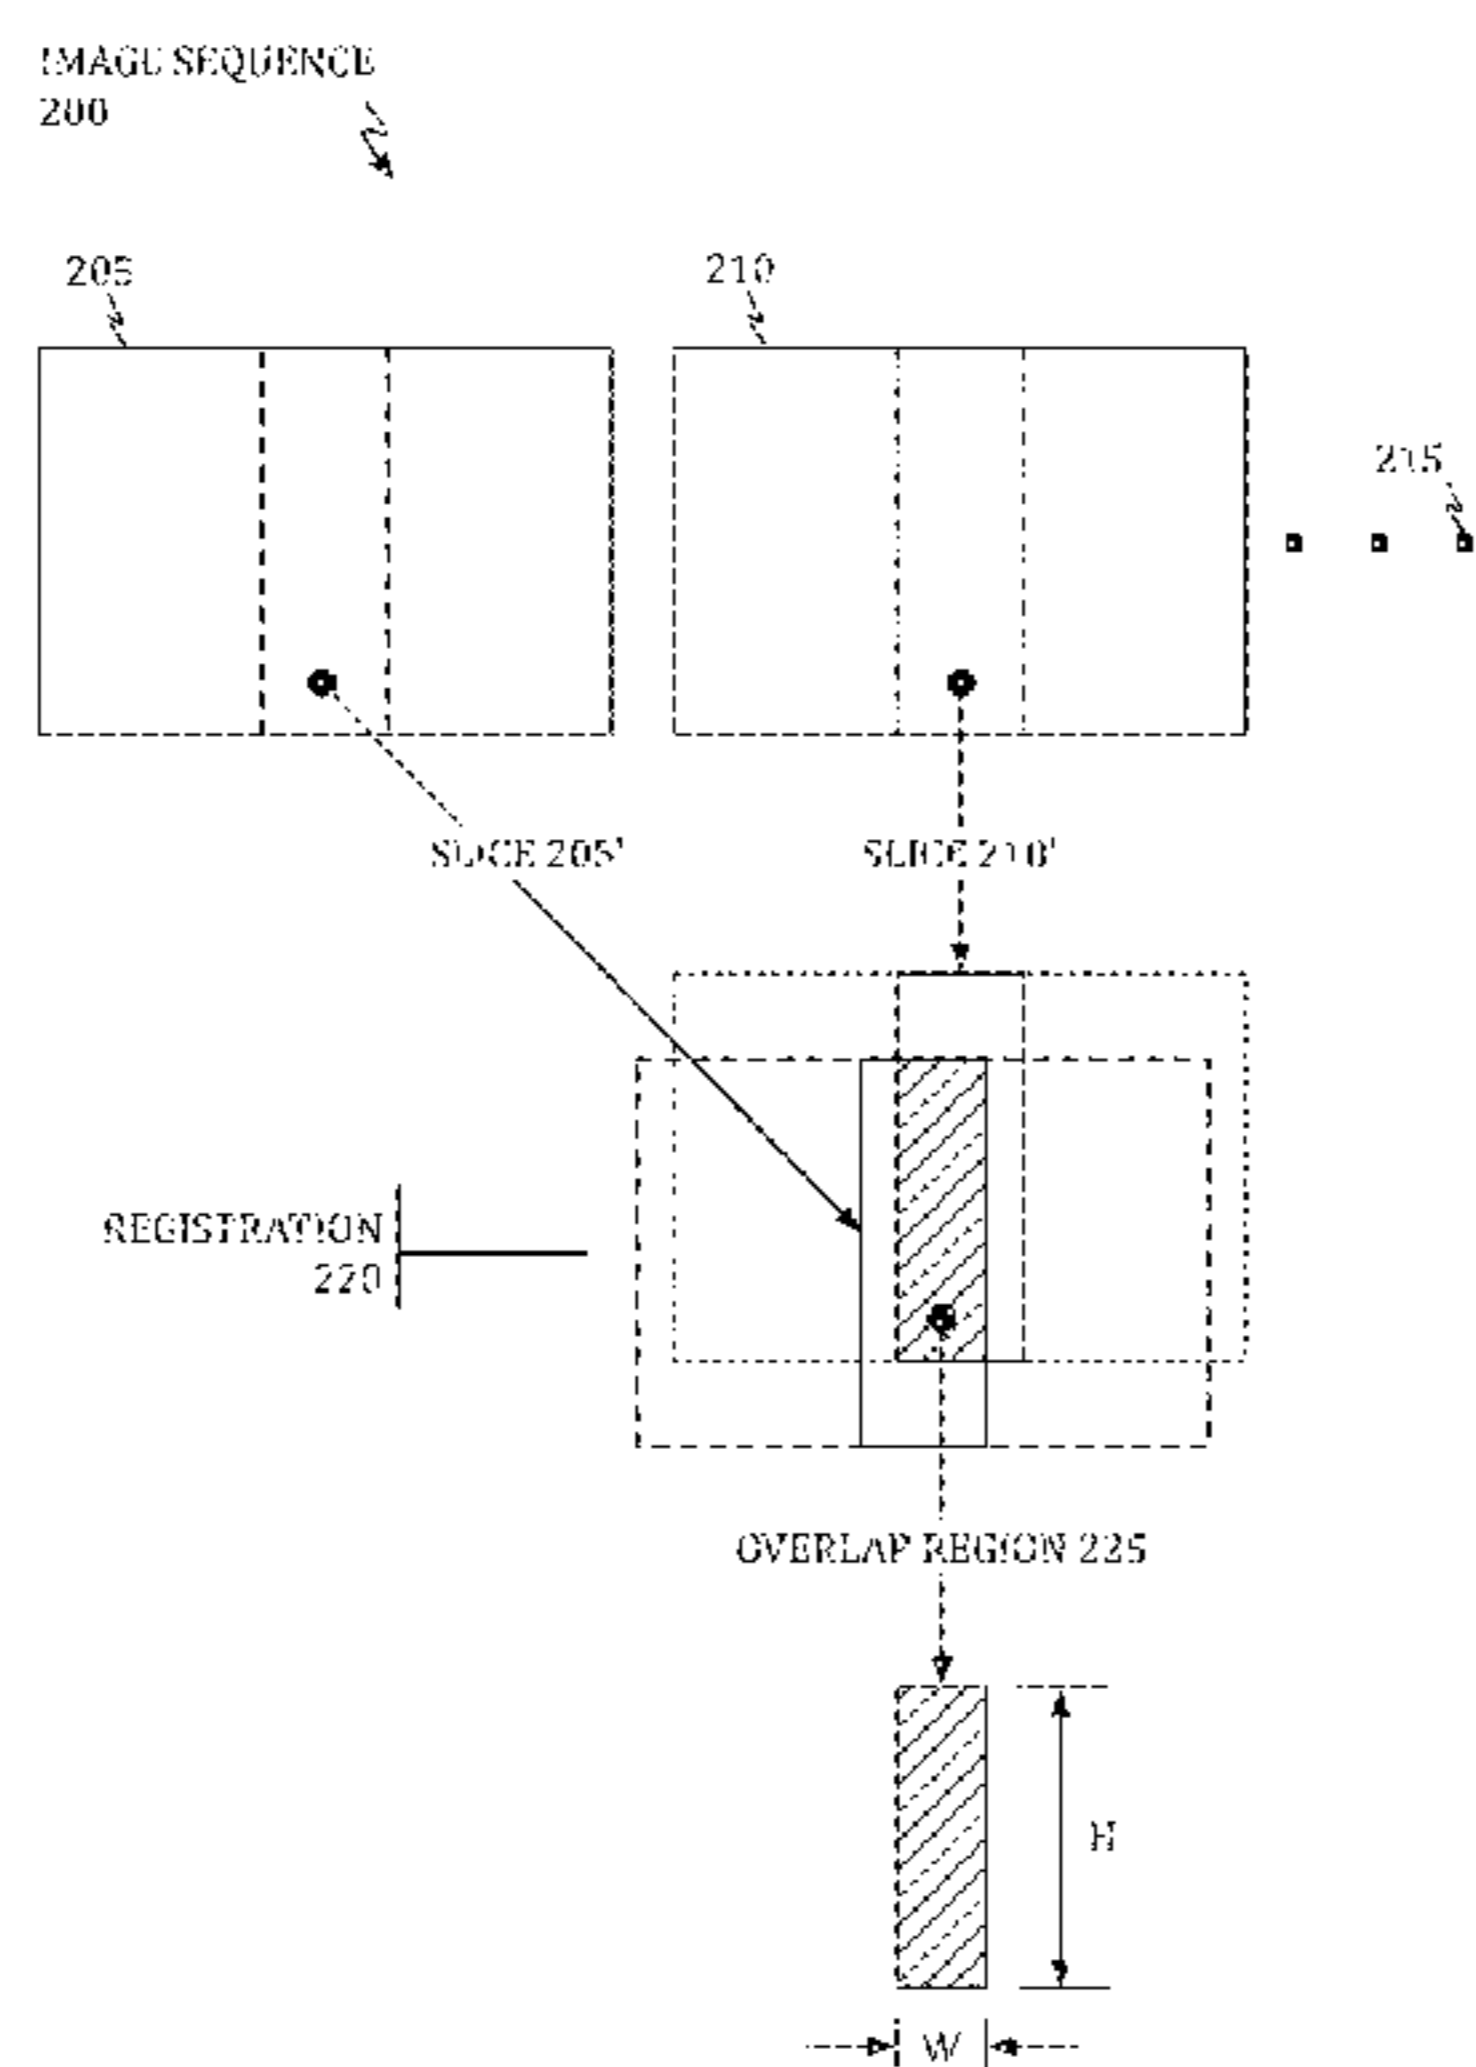 IMAGE SEQUENCE
200
205
210
215
SLICE 205'
SLICE 210'
REGISTRATION
220
OVERLAP REGION 225
H
W